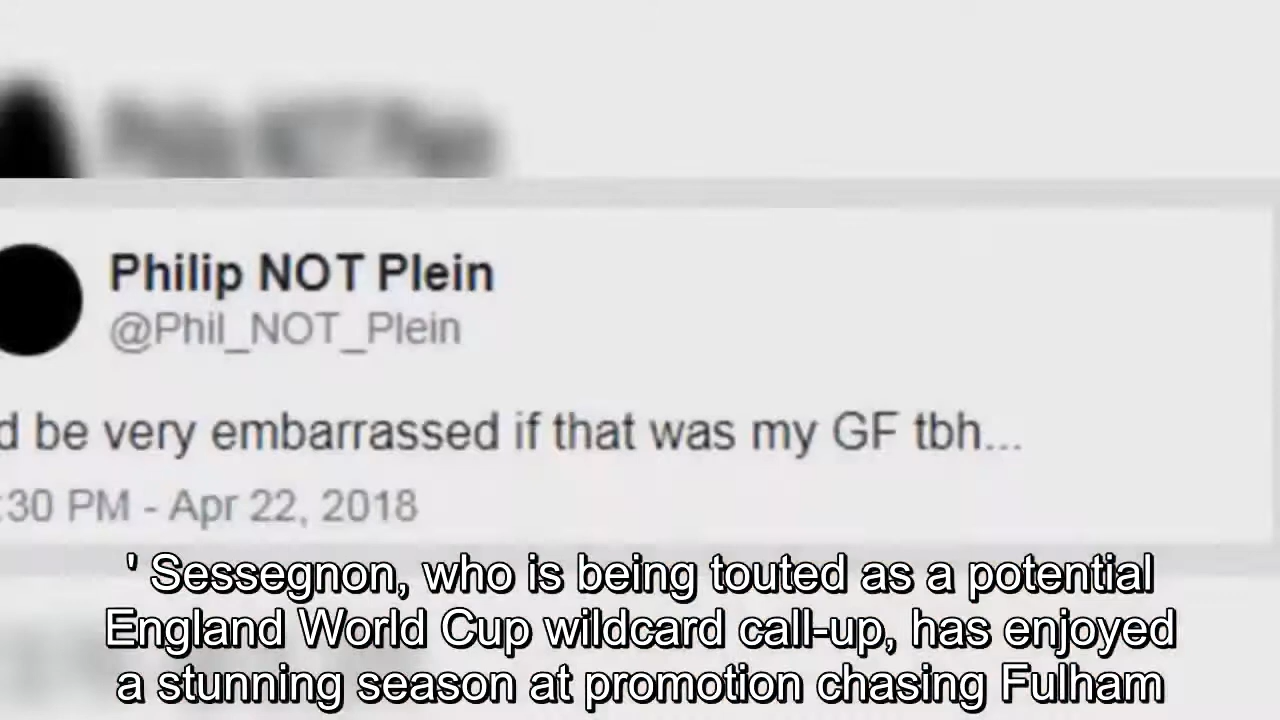 Philip NOT Plein
@Phil_NOT_Plein
d be very embarrassed if that was my GF tbh...
:30 PM - Apr 22, 2018
' Sessegnon, who is being touted as a potential
England World Cup wildcard call-up, has enjoyed
a stunning season at promotion chasing Fulham